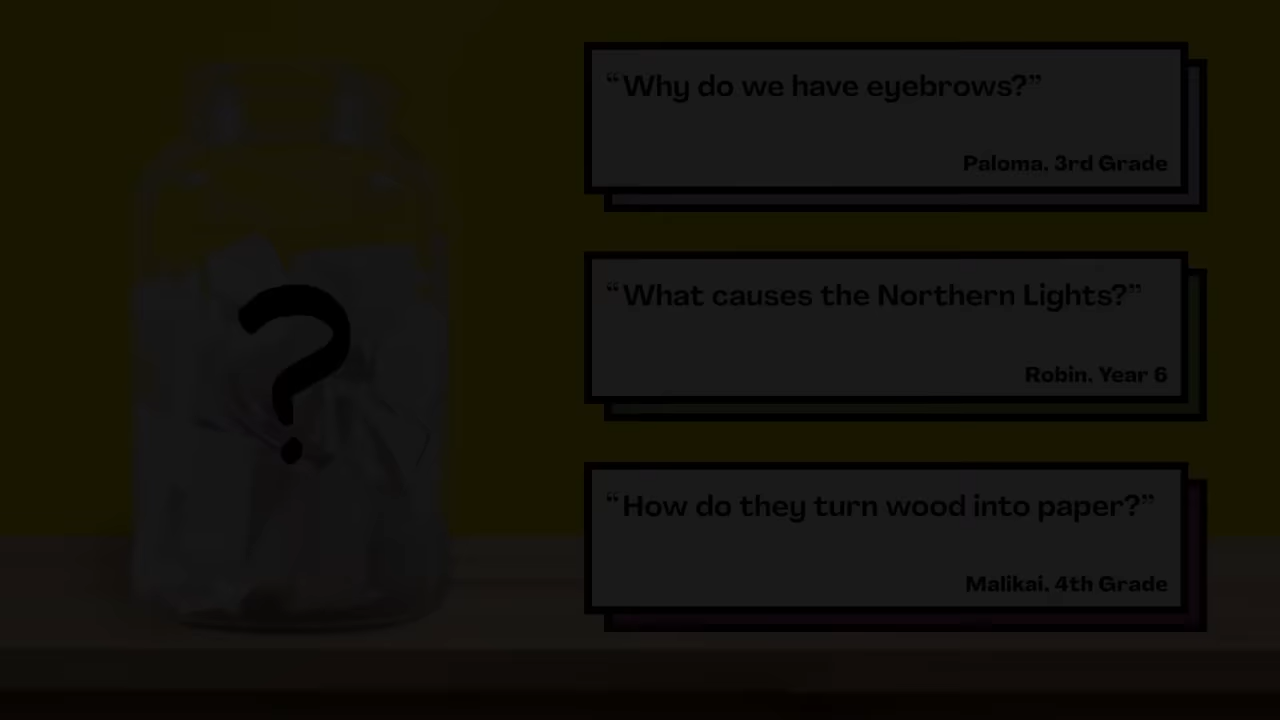 ?
“Why do we have eyebrows?”
Paloma. 3rd Grade
“What causes the Northern Lights?”
Robin. Year 6
“How do they turn wood into paper?”
Malikai. 4th Grade